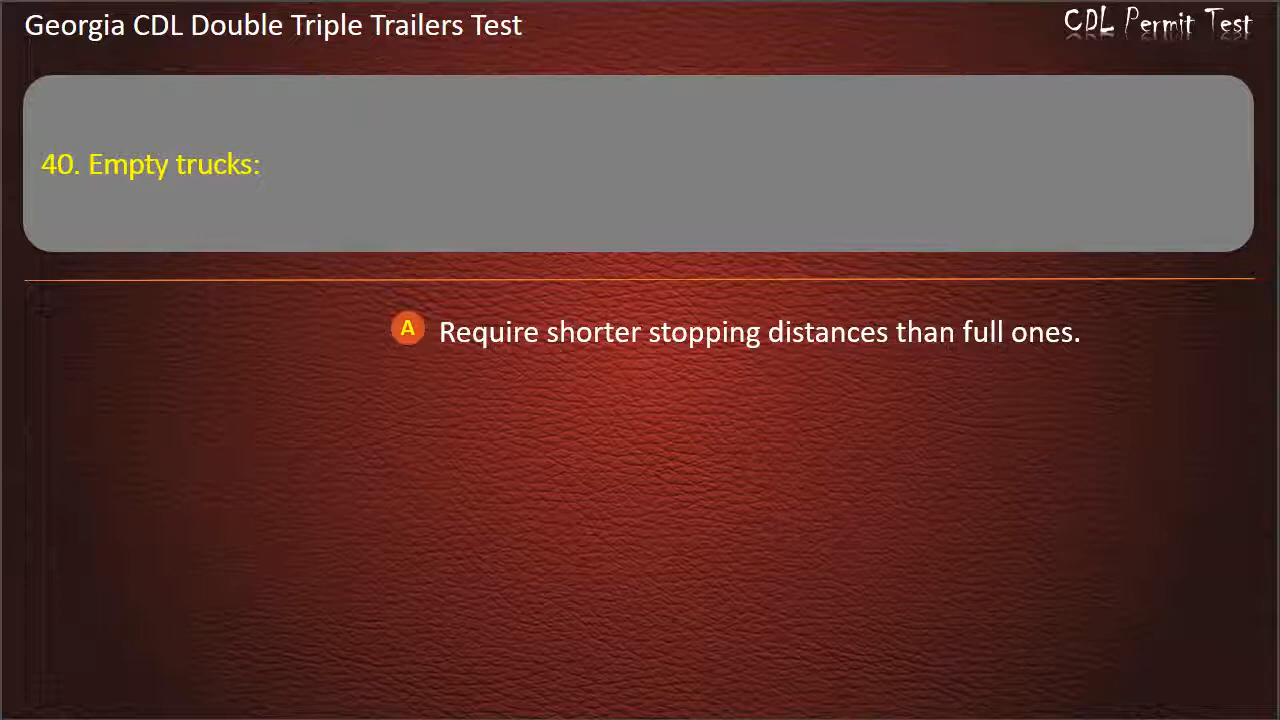 Georgia CDL Double Triple Trailers Test
CDL Permit Test
40. Empty trucks:
A Require shorter stopping distances than full ones.